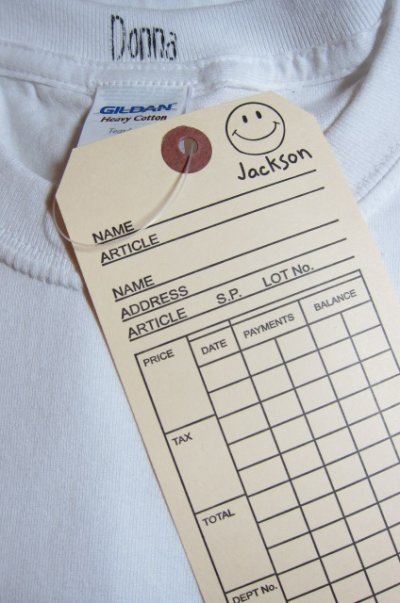 Donna
GILDAN
Heavy Cotton
Jackson
NAME
ARTICLE
NAME
ADDRESS
ARTICLE S.P. LOT No.
PRICE DATE PAYMENTS BALANCE
TAX
TOTAL
DEPT No.